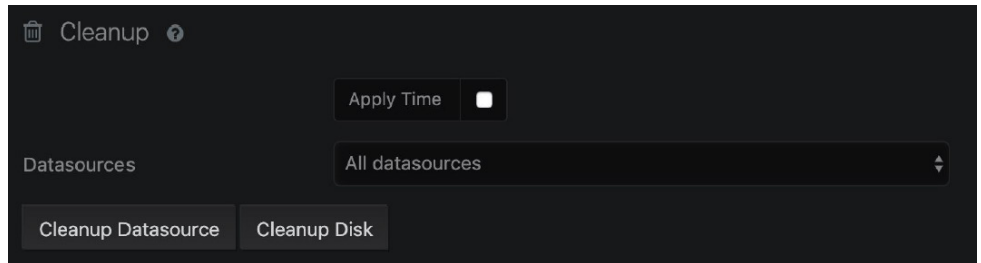 Cleanup
Apply Time
Datasources All datasources
Cleanup Datasource Cleanup Disk